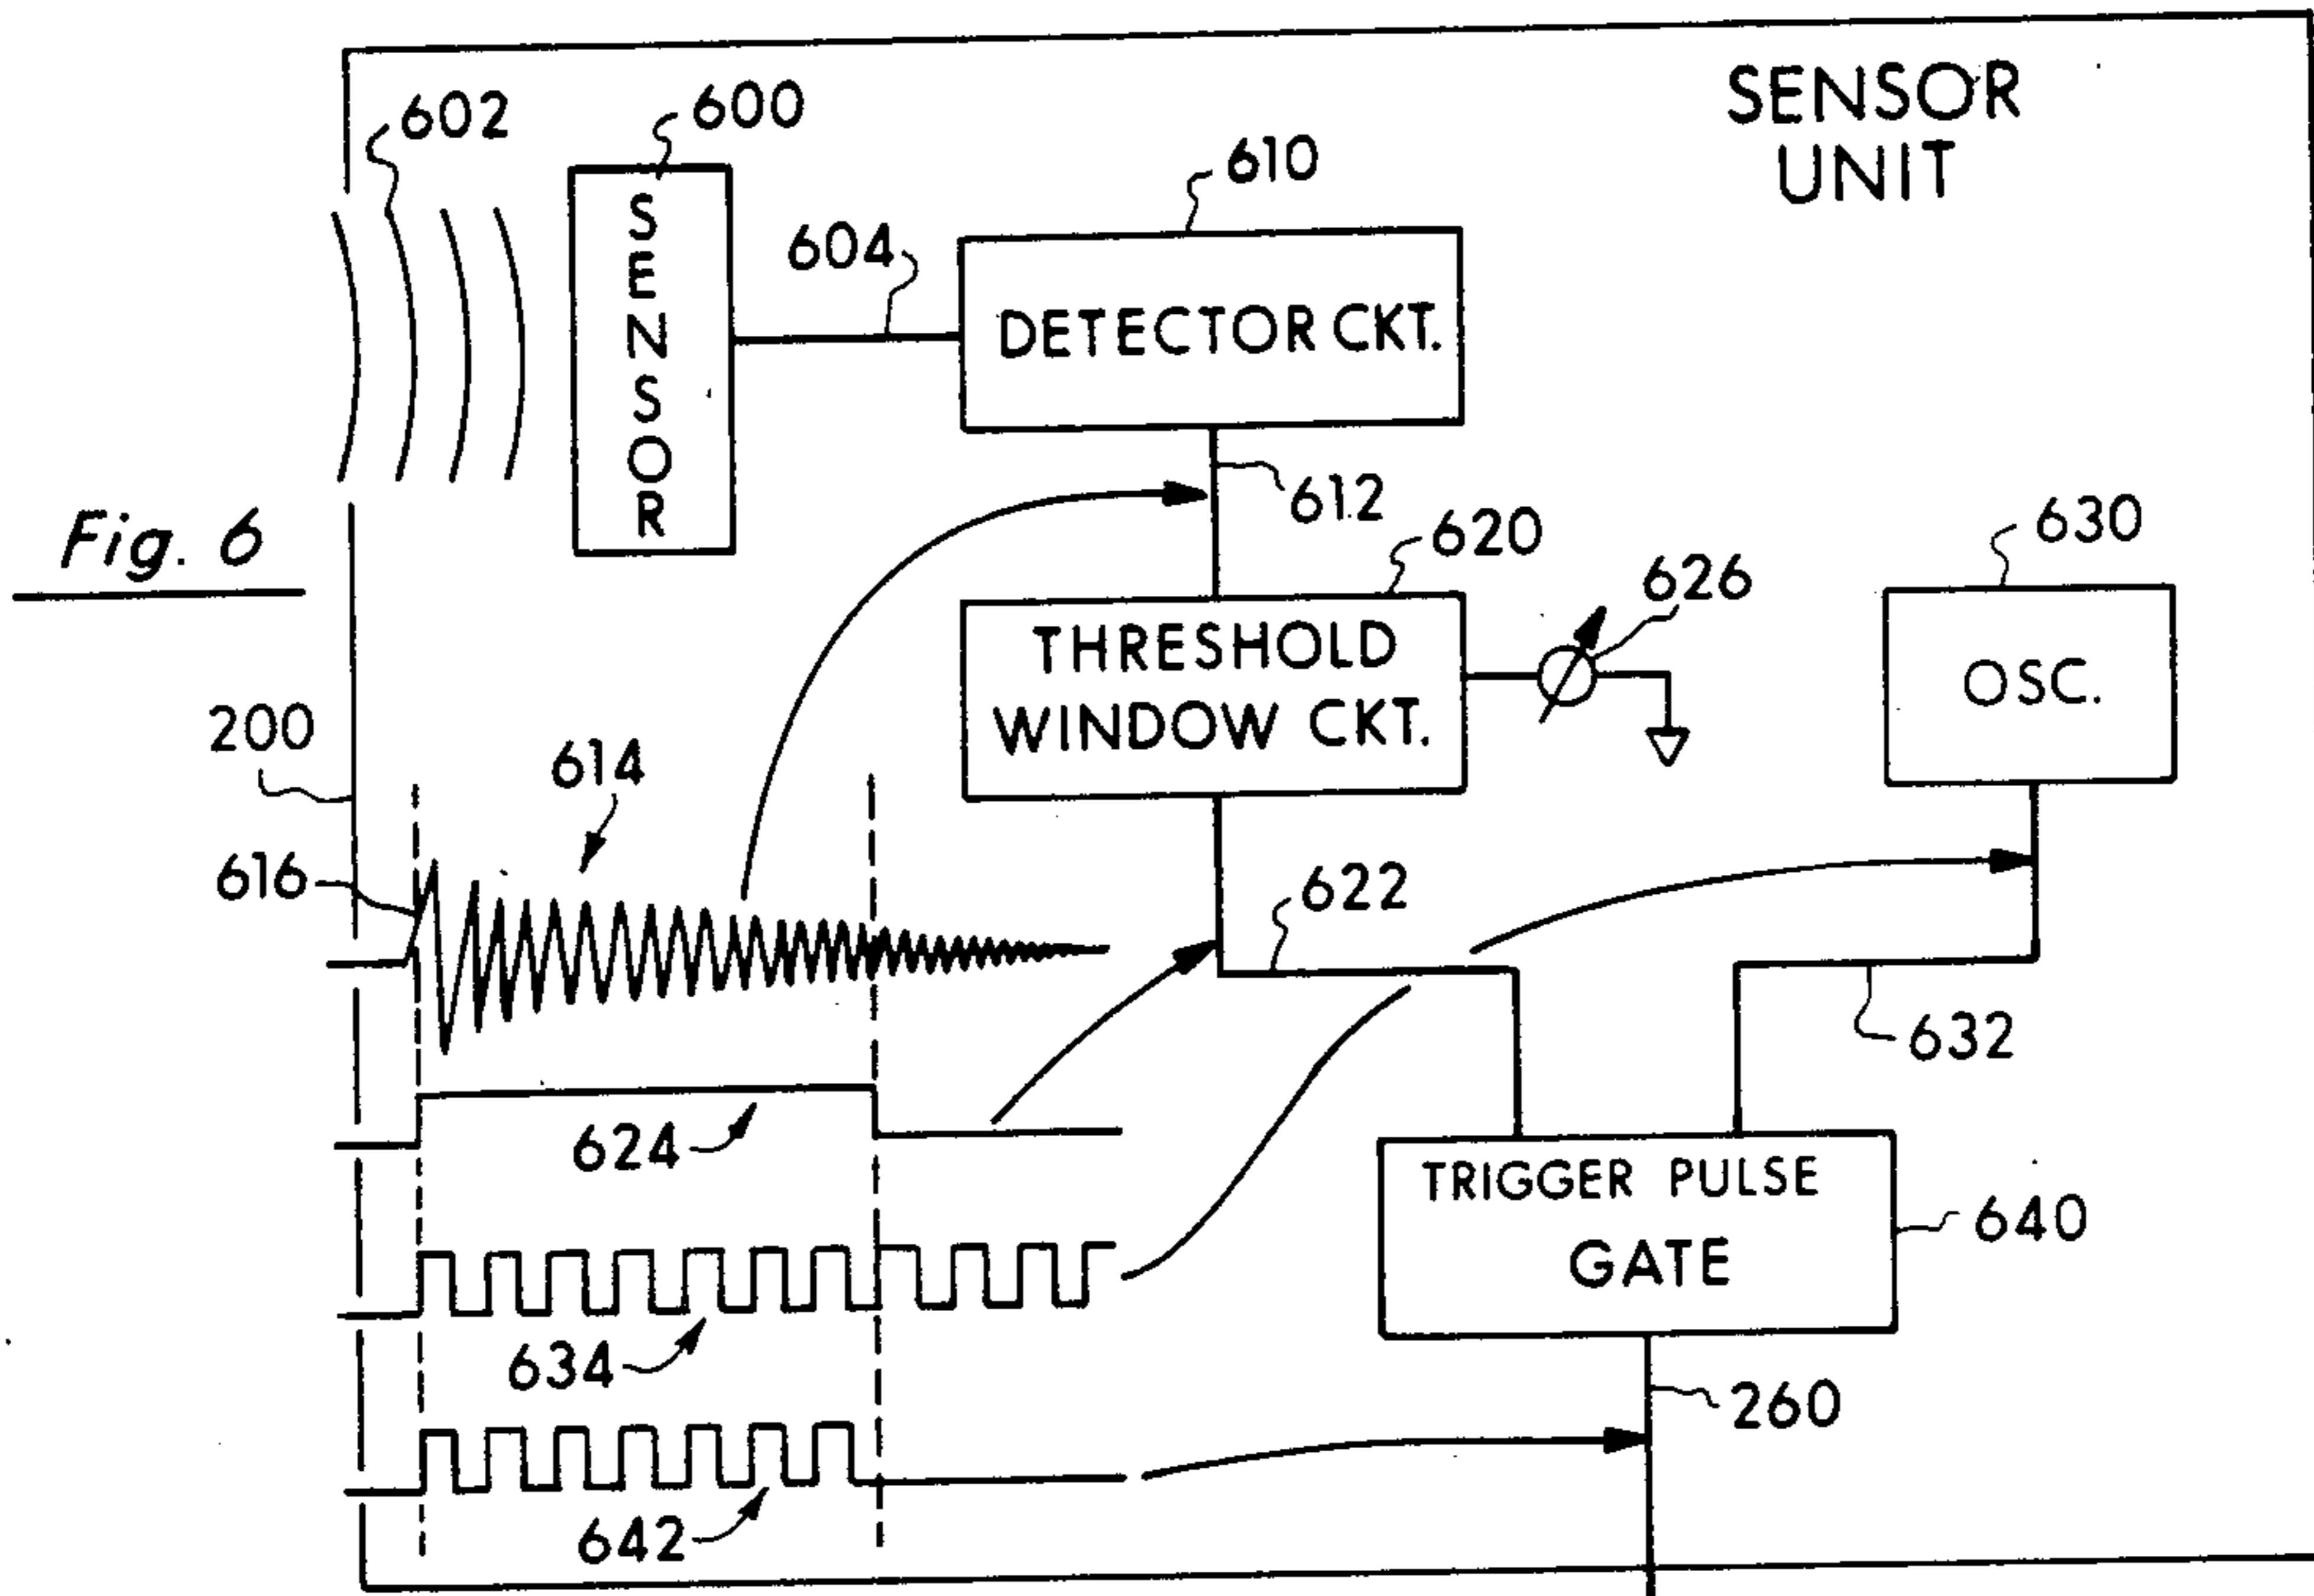 SENSOR
UNIT
602
600
610
604
SENSOR
DETECTOR CKT.
612
Fig. 6
620
626
630
THRESHOLD
WINDOW CKT.
OSC.
200
614
616
622
632
624
TRIGGER PULSE
GATE
640
634
260
642